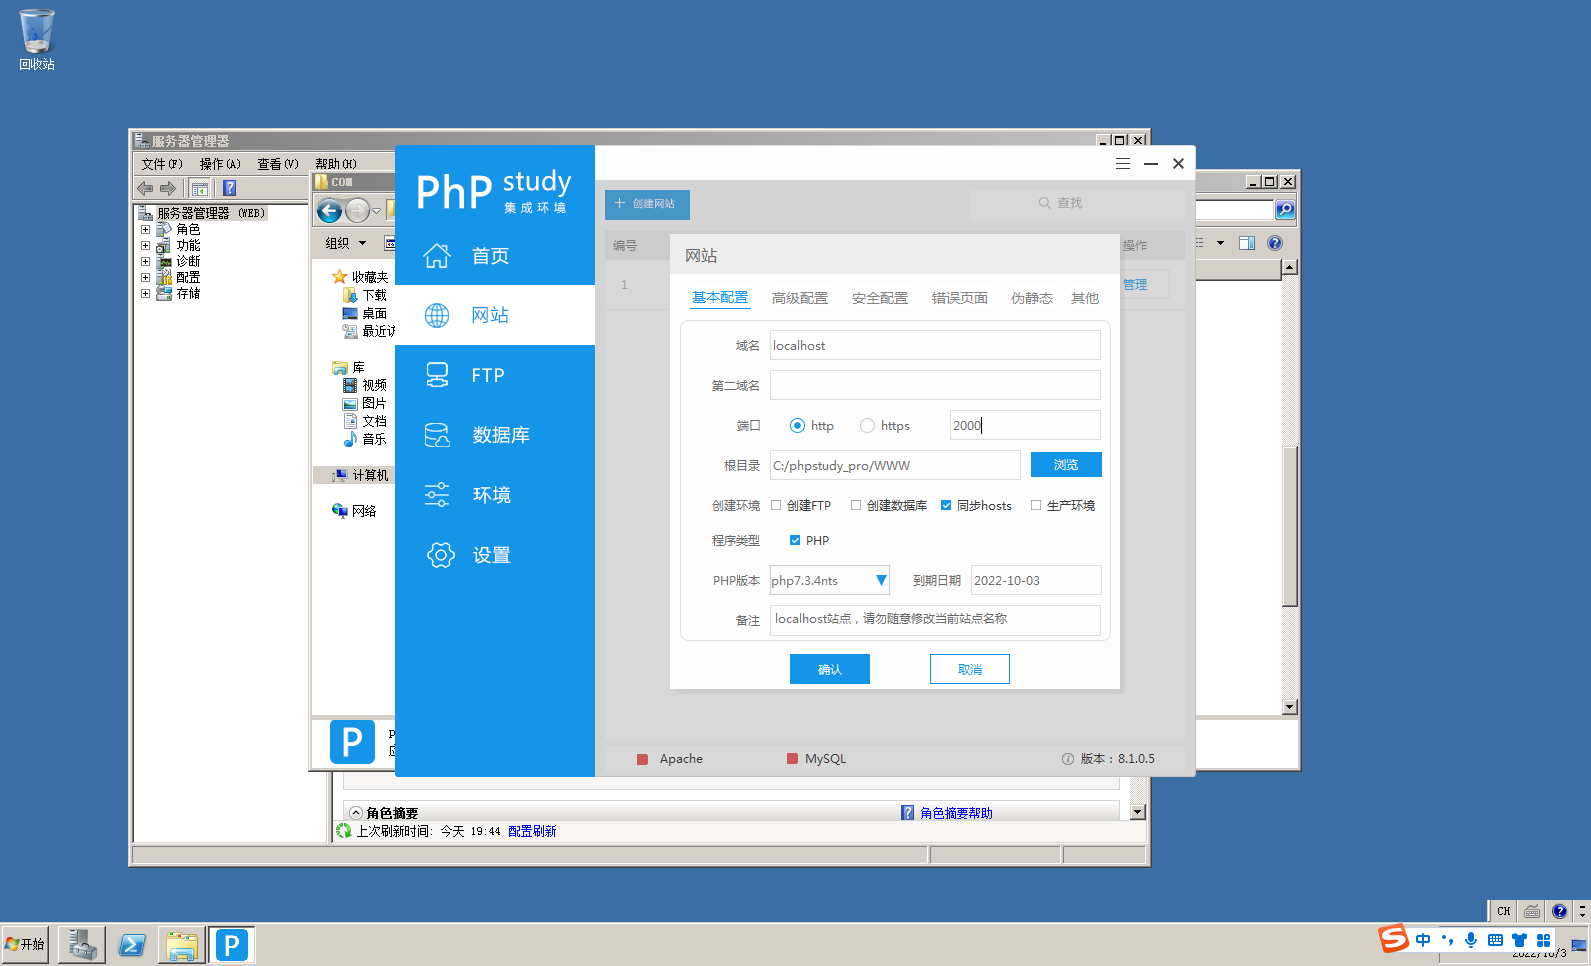 回收站
服务器管理器
文件(F) 操作(A) 查看(V) 帮助(H)
服务器管理器 (WEB)
角色
功能
诊断
配置
存储
COM
组织
收藏夹
下载
桌面
最近访
库
视频
图片
文档
音乐
计算机
网络
PhP study
集成环境
首页
网站
FTP
数据库
环境
设置
创建网站
查找
编号
操作
1
管理
网站
基本配置 高级配置 安全配置 错误页面 伪静态 其他
域名 localhost
第二域名
端口 http https 2000
根目录 C:/phpstudy_pro/WWW 浏览
创建环境 创建FTP 创建数据库 同步hosts 生产环境
程序类型 PHP
PHP版本 php7.3.4nts 到期日期 2022-10-03
备注 localhost站点，请勿随意修改当前站点名称
确认 取消
Apache MySQL 版本：8.1.0.5
角色摘要 角色摘要帮助
上次刷新时间: 今天 19:44 配置刷新
CH
开始
中
2022/10/3